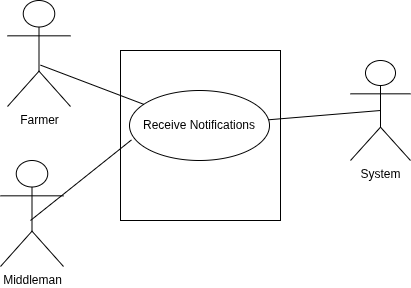 Farmer
Receive Notifications
System
Middleman